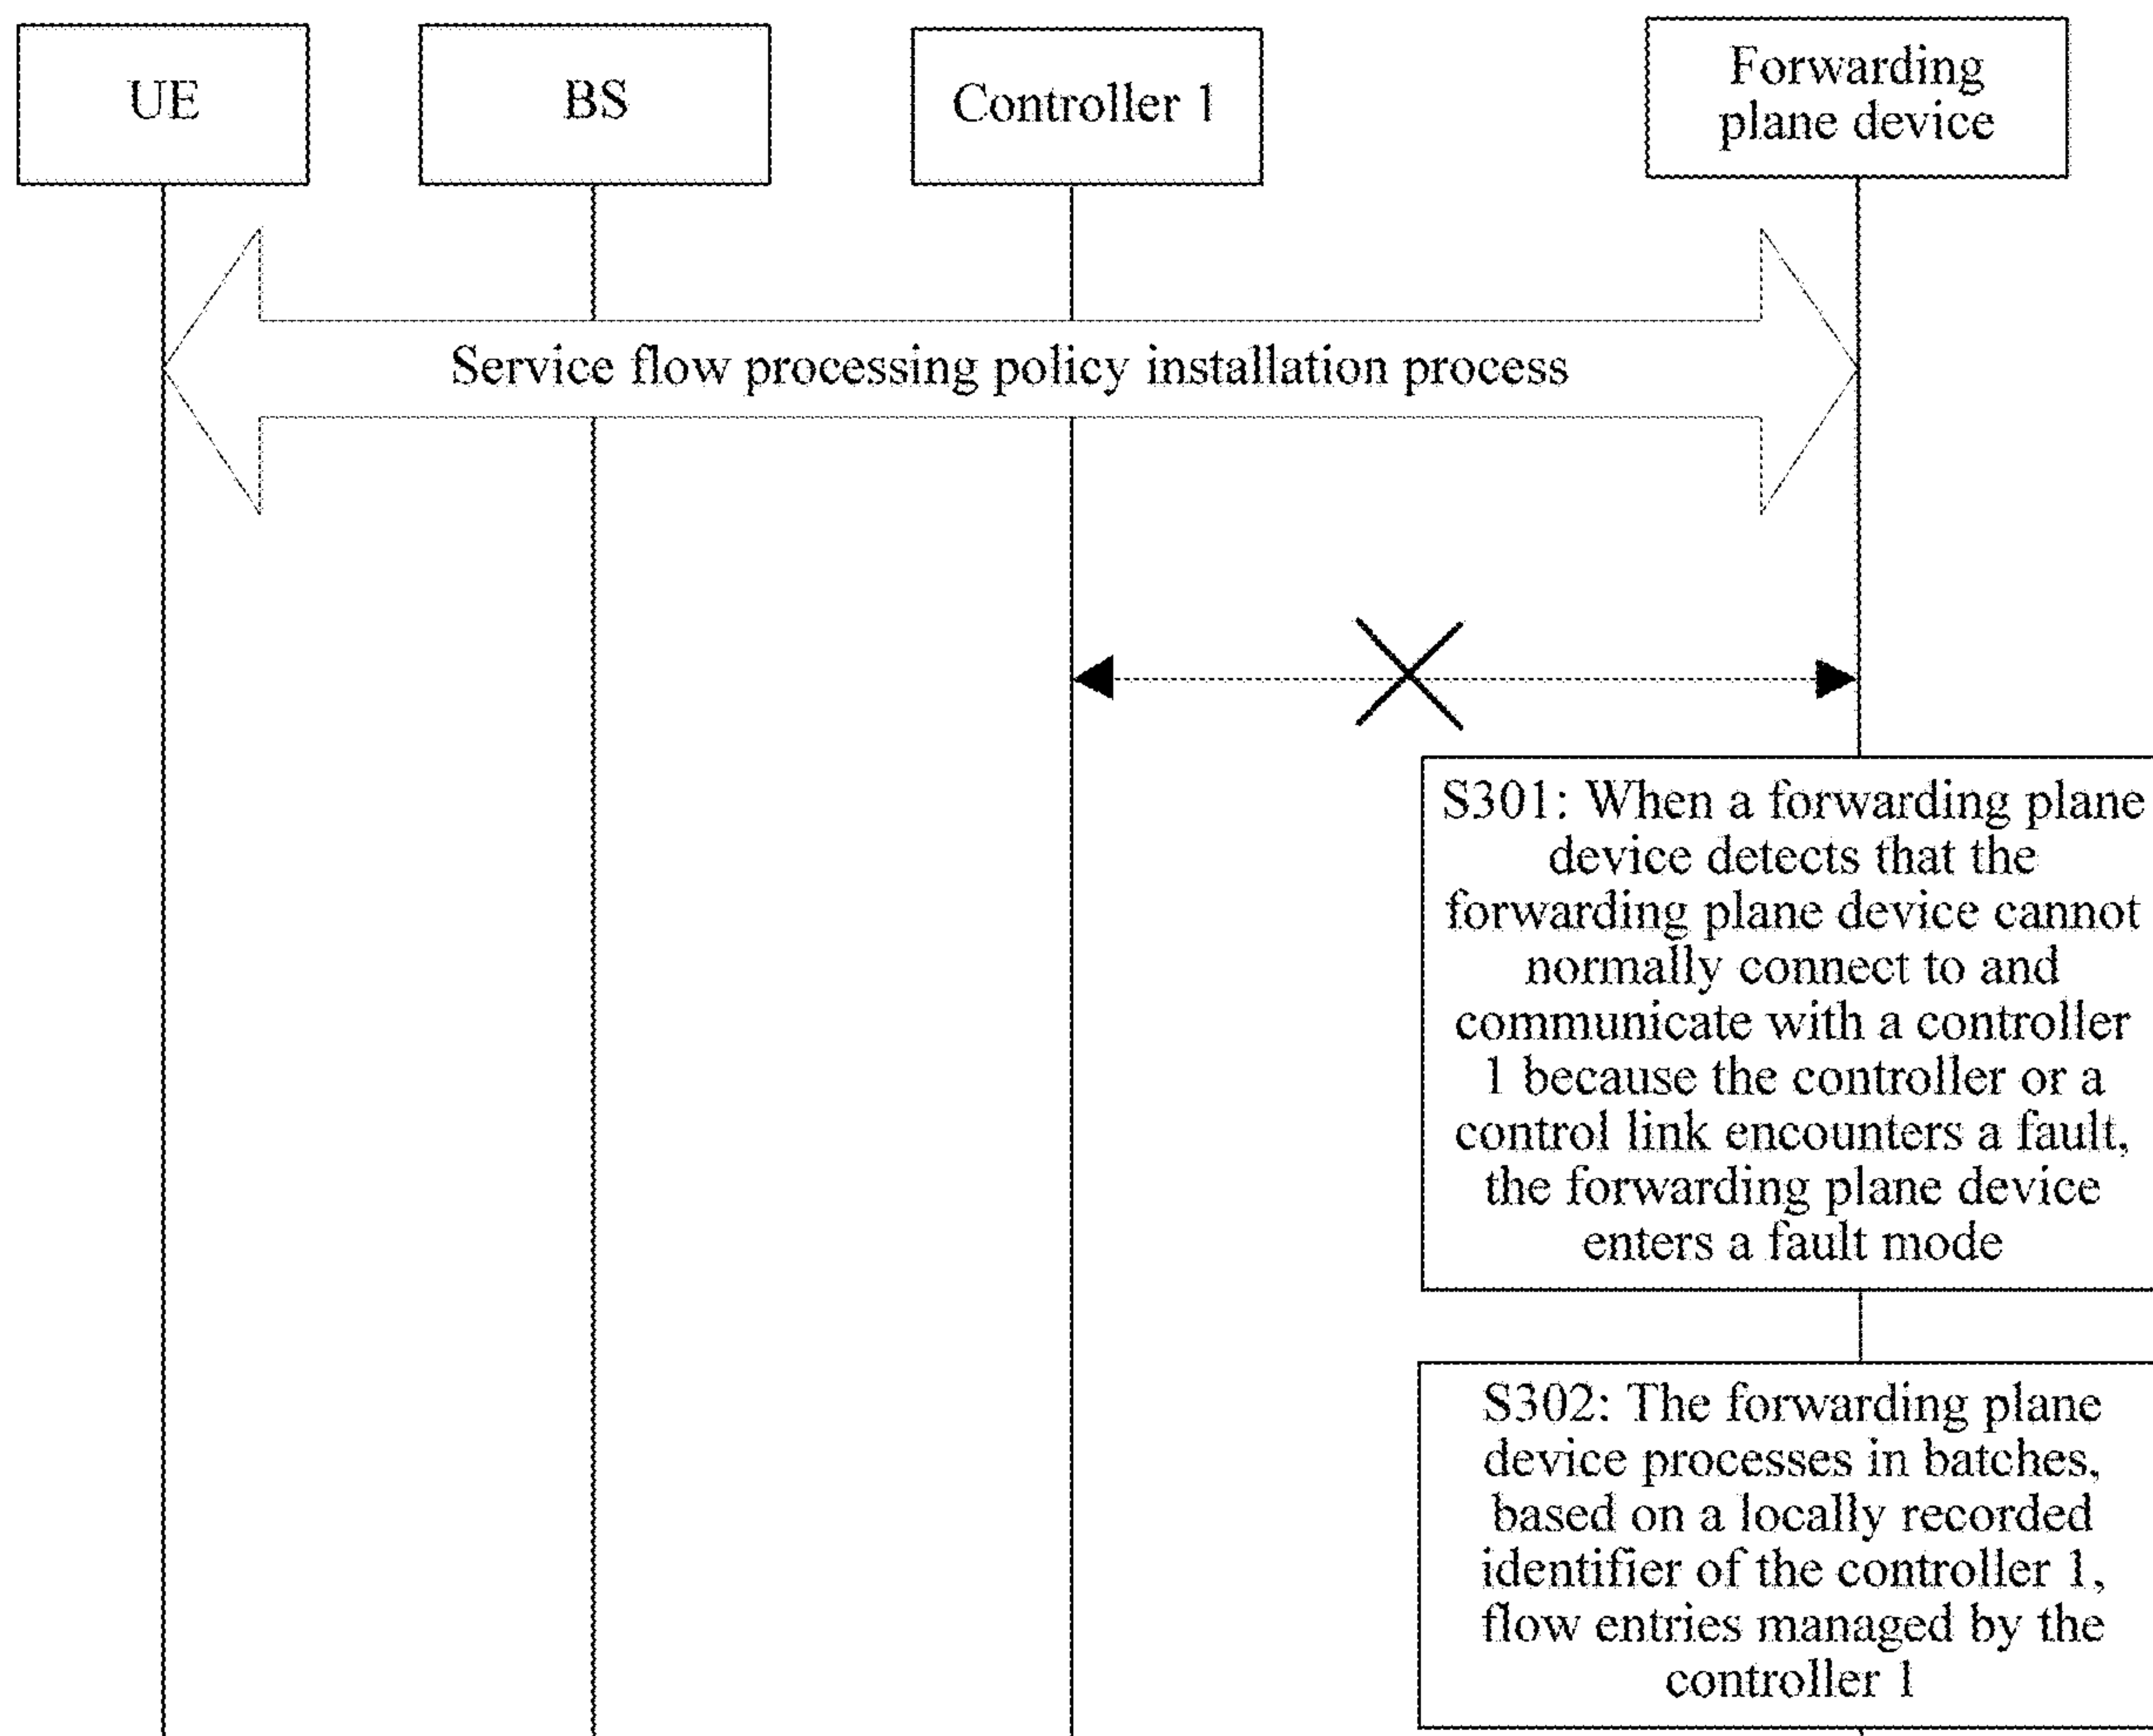 UE
BS
Controller 1
Forwarding
plane device
Service flow processing policy installation process
S301: When a forwarding plane
device detects that the
forwarding plane device cannot
normally connect to and
communicate with a controller
1 because the controller or a
control link encounters a fault,
the forwarding plane device
enters a fault mode
S302: The forwarding plane
device processes in batches,
based on a locally recorded
identifier of the controller 1,
flow entries managed by the
controller 1